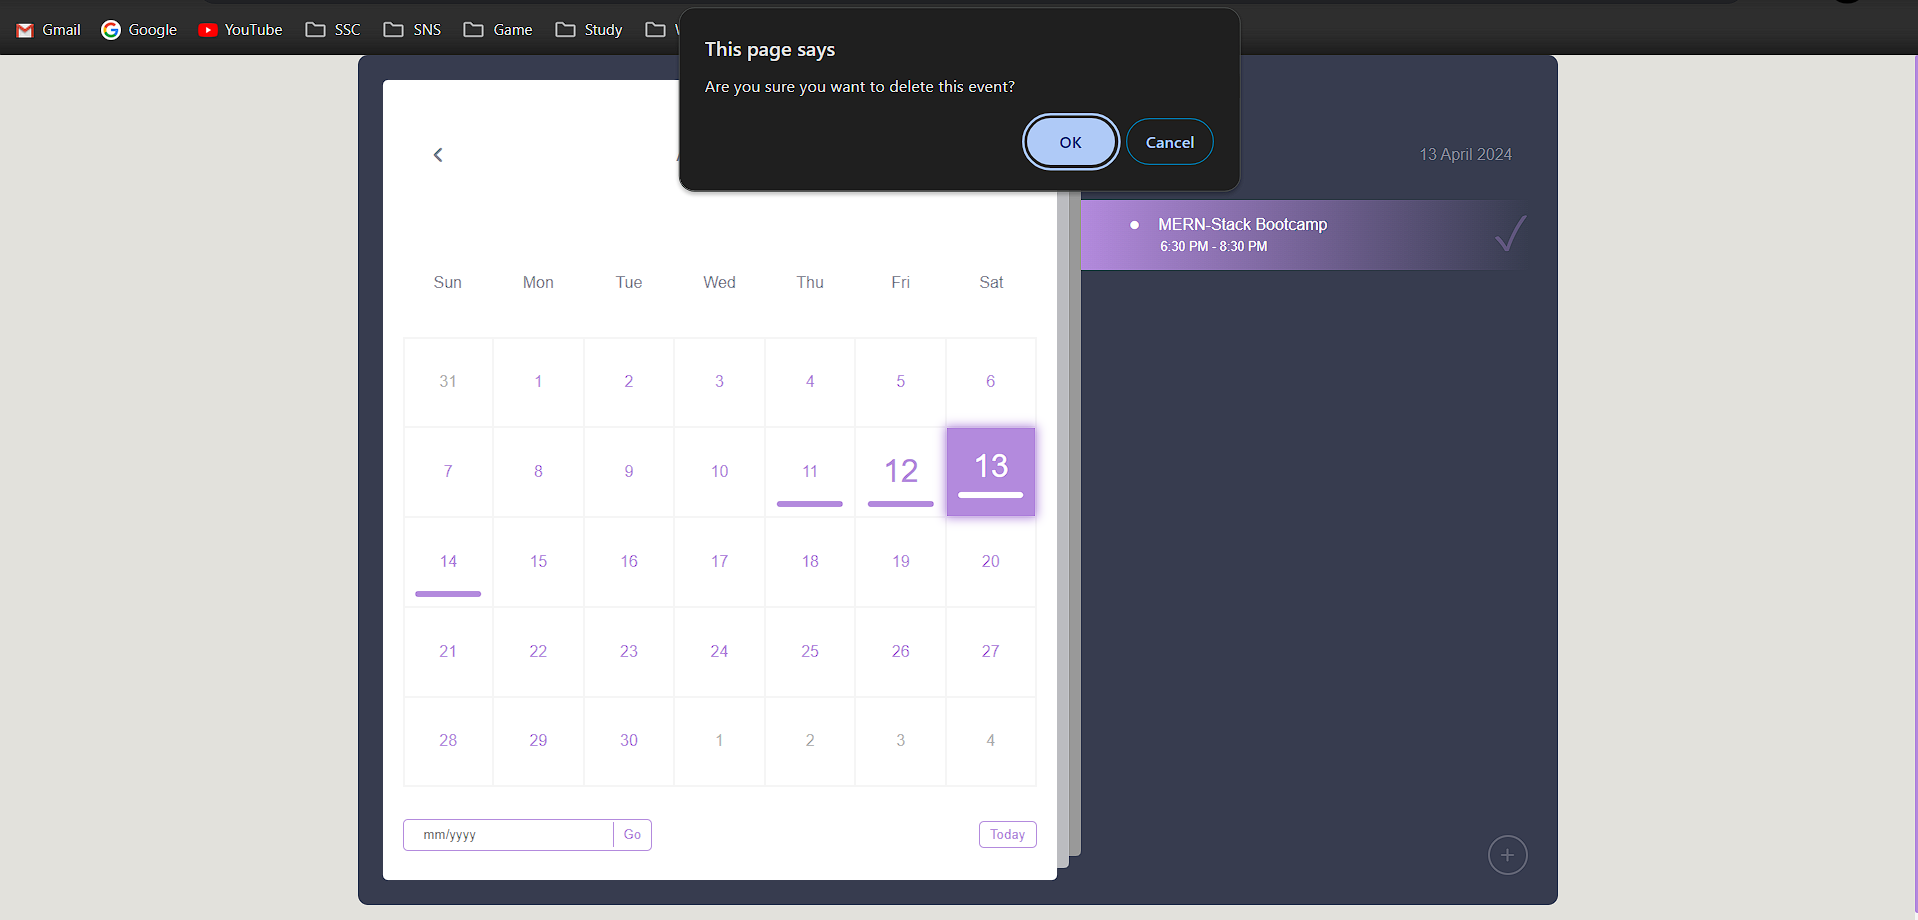 Gmail Google YouTube SSC SNS Game Study
This page says
Are you sure you want to delete this event?
OK Cancel
13 April 2024
MERN-Stack Bootcamp
6:30 PM - 8:30 PM
Sun Mon Tue Wed Thu Fri Sat
31 1 2 3 4 5 6
7 8 9 10 11 12 13
14 15 16 17 18 19 20
21 22 23 24 25 26 27
28 29 30 1 2 3 4
mm/yyyy Go Today